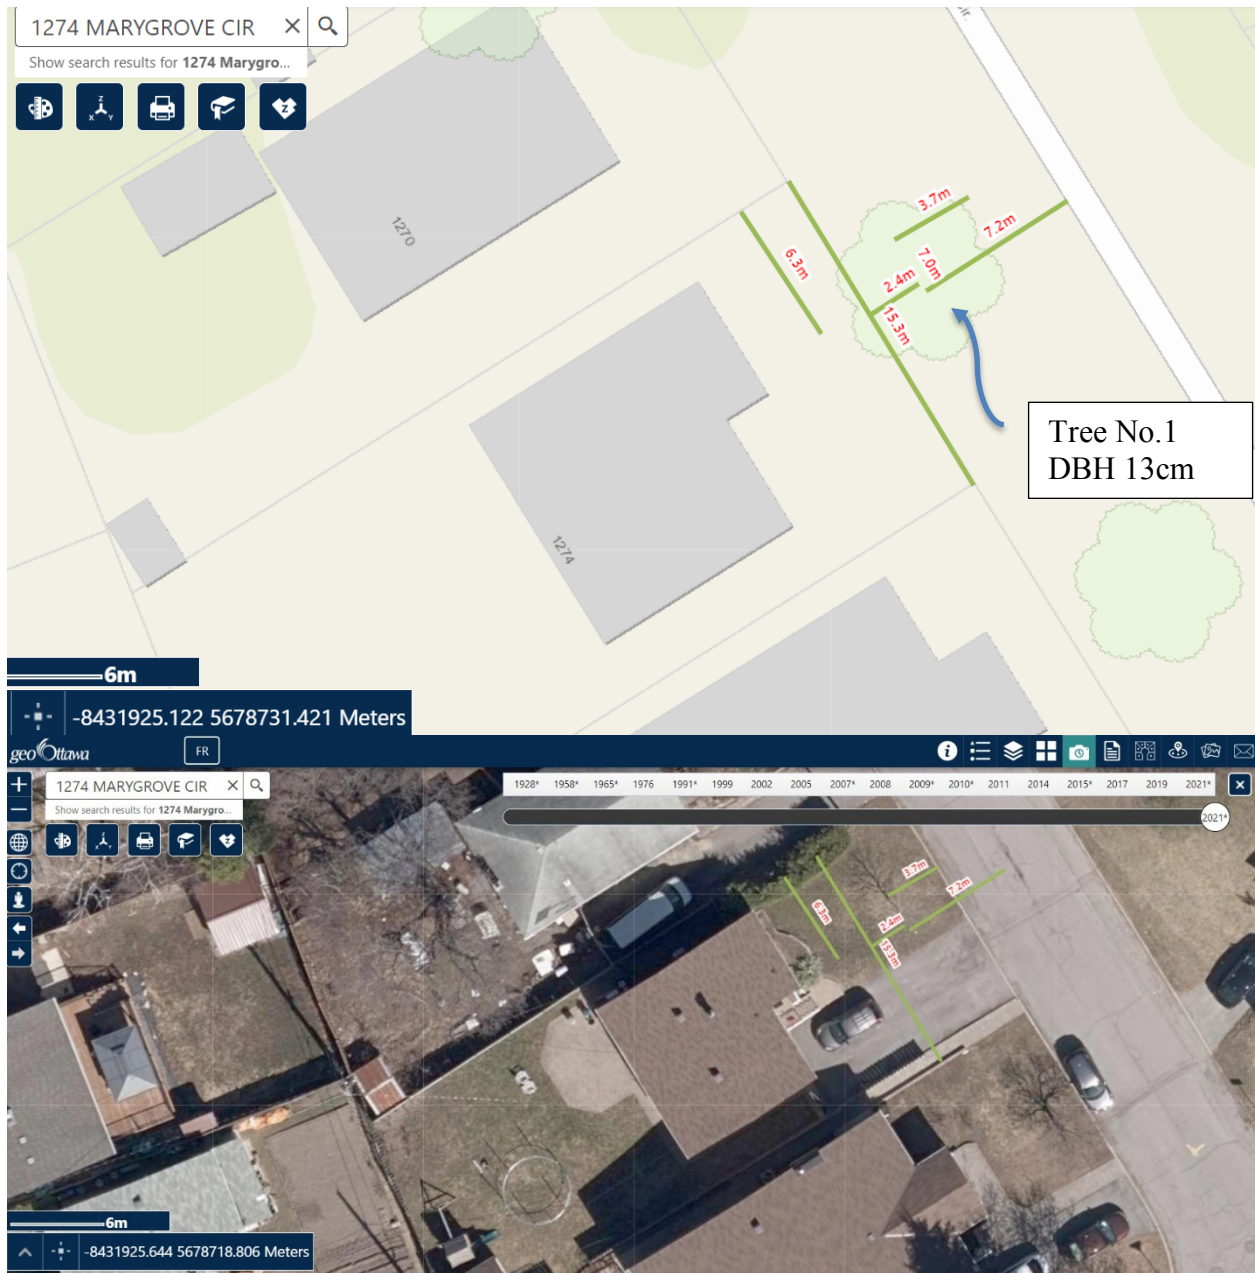 1274 MARYGROVE CIR
Show search results for 1274 Marygro...
Z
X Y
Z
ir.
1270
3.7m
7.2m
6.3m
7.0m
2.4m
15.3m
Tree No.1
DBH 13cm
1274
6m
-8431925.122 5678731.421 Meters
geoOttawa
FR
1274 MARYGROVE CIR
Show search results for 1274 Marygro...
1928* 1958* 1965* 1976 1991* 1999 2002 2005 2007* 2008 2009* 2010* 2011 2014 2015* 2017 2019 2021*
2021*
3.7m
7.2m
6.3m
2.4m
15.3m
6m
-8431925.644 5678718.806 Meters